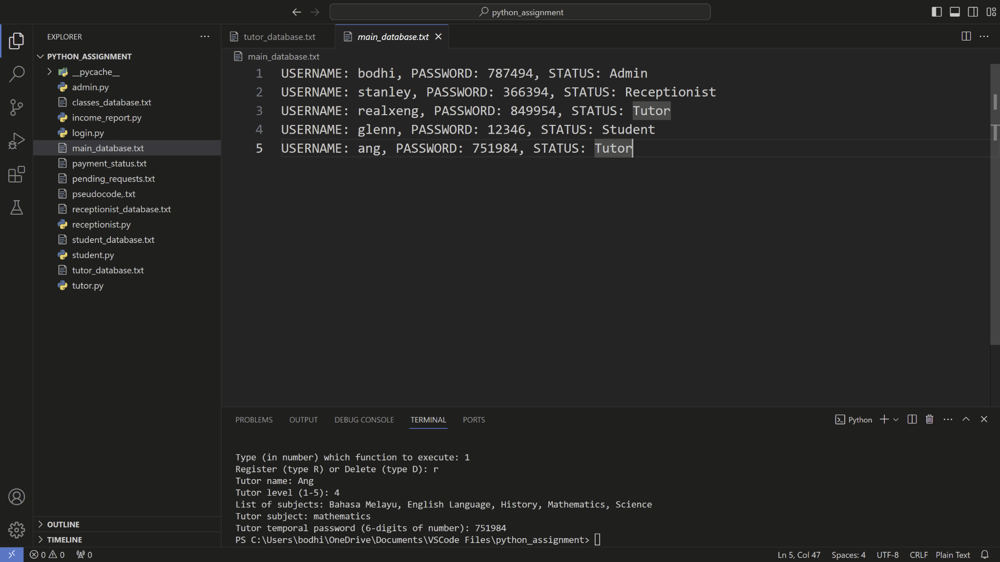 python_assignment
EXPLORER
PYTHON_ASSIGNMENT
__pycache__
admin.py
classes_database.txt
income_report.py
login.py
main_database.txt
payment_status.txt
pending_requests.txt
pseudocode,.txt
receptionist_database.txt
receptionist.py
student_database.txt
student.py
tutor_database.txt
tutor.py
OUTLINE
TIMELINE
tutor_database.txt
main_database.txt
main_database.txt
1 USERNAME: bodhi, PASSWORD: 787494, STATUS: Admin
2 USERNAME: stanley, PASSWORD: 366394, STATUS: Receptionist
3 USERNAME: realxeng, PASSWORD: 849954, STATUS: Tutor
4 USERNAME: glenn, PASSWORD: 12346, STATUS: Student
5 USERNAME: ang, PASSWORD: 751984, STATUS: Tutor
PROBLEMS OUTPUT DEBUG CONSOLE TERMINAL PORTS
Python
Type (in number) which function to execute: 1
Register (type R) or Delete (type D): r
Tutor name: Ang
Tutor level (1-5): 4
List of subjects: Bahasa Melayu, English Language, History, Mathematics, Science
Tutor subject: mathematics
Tutor temporal password (6-digits of number): 751984
PS C:\Users\bodhi\OneDrive\Documents\VSCode Files\python_assignment>
0 0 0 Ln 5, Col 47 Spaces: 4 UTF-8 CRLF Plain Text